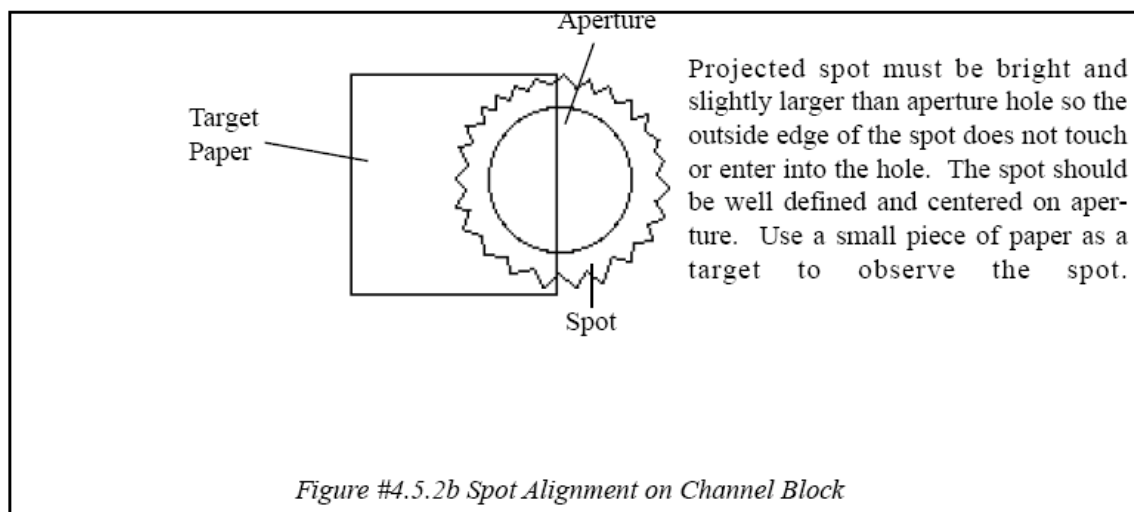 Aperture
Projected spot must be bright and
slightly larger than aperture hole so the
outside edge of the spot does not touch
or enter into the hole. The spot should
be well defined and centered on aper-
ture. Use a small piece of paper as a
target to observe the spot.
Target
Paper
Spot
Figure #4.5.2b Spot Alignment on Channel Block